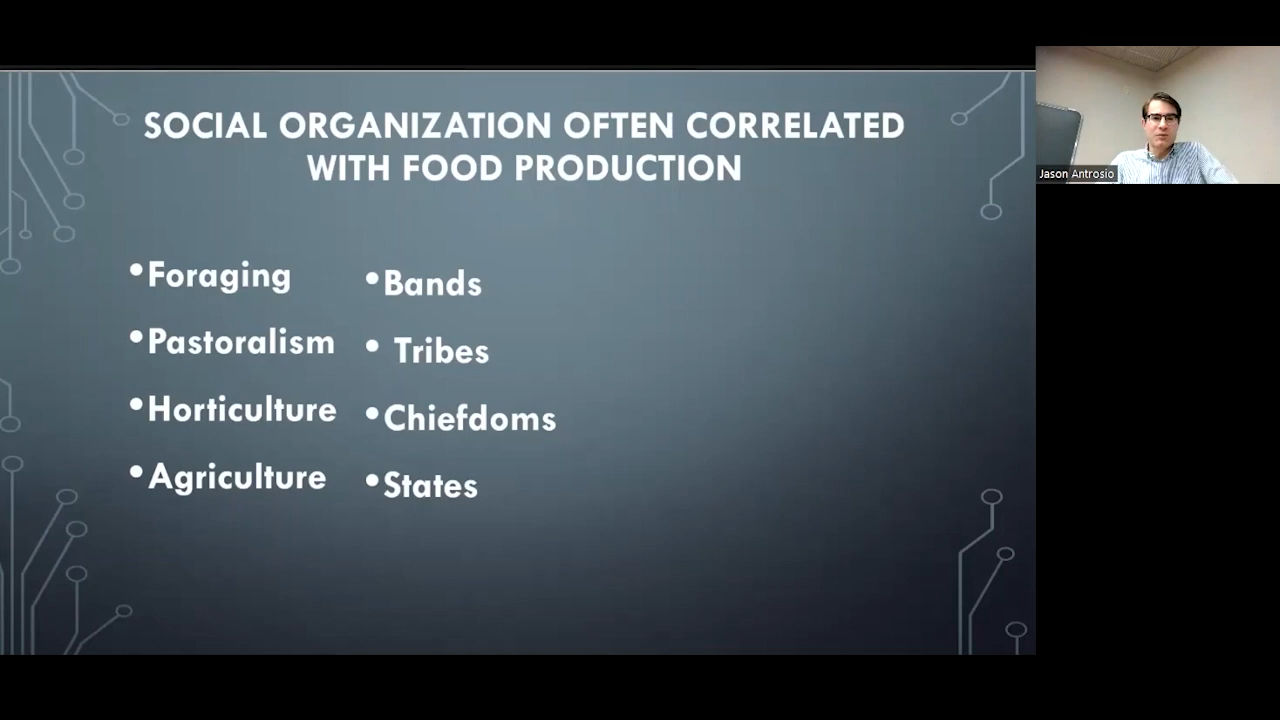 SOCIAL ORGANIZATION OFTEN CORRELATED
WITH FOOD PRODUCTION
•Foraging
•Pastoralism
•Horticulture
•Agriculture
•Bands
• Tribes
•Chiefdoms
•States
Jason Antrosio